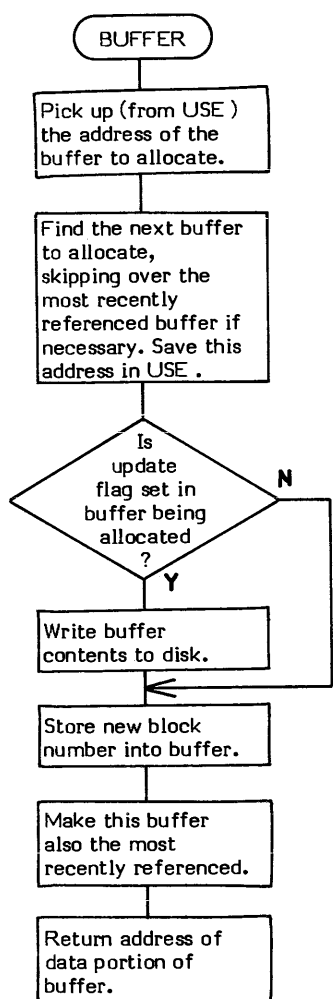 BUFFER
Pick up (from USE )
the address of the
buffer to allocate.
Find the next buffer
to allocate,
skipping over the
most recently
referenced buffer if
necessary. Save this
address in USE .
Is
update
flag set in
buffer being
allocated
?
N
Y
Write buffer
contents to disk.
Store new block
number into buffer.
Make this buffer
also the most
recently referenced.
Return address of
data portion of
buffer.